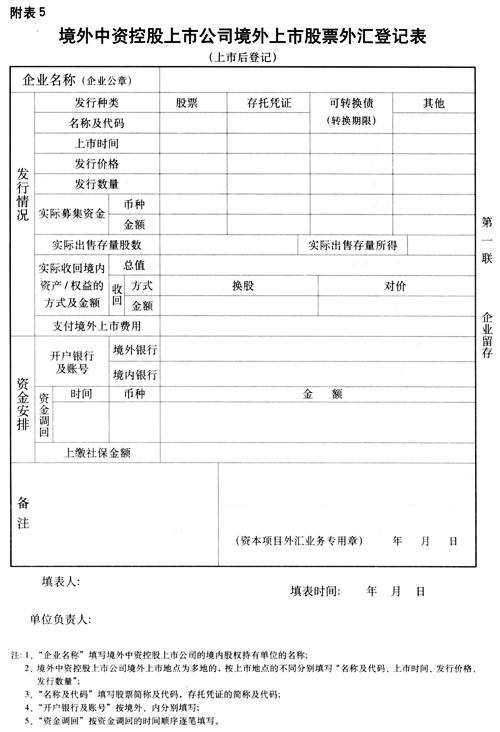 附表5
境外中资控股上市公司境外上市股票外汇登记表
(上市后登记)
企业名称(企业公章)
发行情况
发行种类 股票 存托凭证 可转换债(转换期限) 其他
名称及代码
上市时间
发行价格
发行数量
实际募集资金 币种
金额
实际出售存量股数 实际出售存量所得
实际收回境内资产/权益的方式及金额 总值
收回 方式 换股 对价
金额
支付境外上市费用
资金安排
开户银行及账号 境外银行
境内银行
资金调回 时间 币种 金 额
上缴社保金额
备注
(资本项目外汇业务专用章) 年 月 日
第一联 企业留存
填表人:
填表时间: 年 月 日
单位负责人:
注:1、“企业名称”填写境外中资控股上市公司的境内股权持有单位的名称;
2、境外中资控股上市公司境外上市地点为多地的,按上市地点的不同分别填写“名称及代码、上市时间、发行价格、
发行数量”;
3、“名称及代码”填写股票简称及代码,存托凭证的简称及代码;
4、“开户银行及账号”按境外、内分别填写;
5、“资金调回”按资金调回的时间顺序逐笔填写。